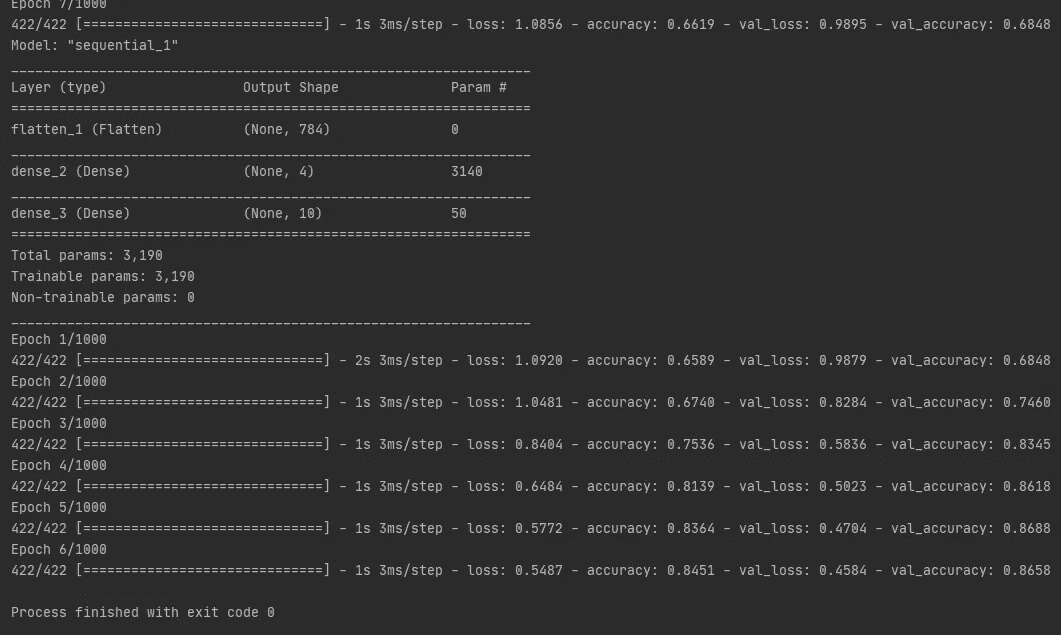 Epoch 7/1000
422/422 [==============================] - 1s 3ms/step - loss: 1.0856 - accuracy: 0.6619 - val_loss: 0.9895 - val_accuracy: 0.6848
Model: "sequential_1"
_________________________________________________________________
Layer (type)                 Output Shape              Param #
=================================================================
flatten_1 (Flatten)          (None, 784)               0
_________________________________________________________________
dense_2 (Dense)              (None, 4)                 3140
_________________________________________________________________
dense_3 (Dense)              (None, 10)                50
=================================================================
Total params: 3,190
Trainable params: 3,190
Non-trainable params: 0
_________________________________________________________________
Epoch 1/1000
422/422 [==============================] - 2s 3ms/step - loss: 1.0920 - accuracy: 0.6589 - val_loss: 0.9879 - val_accuracy: 0.6848
Epoch 2/1000
422/422 [==============================] - 1s 3ms/step - loss: 1.0481 - accuracy: 0.6740 - val_loss: 0.8284 - val_accuracy: 0.7460
Epoch 3/1000
422/422 [==============================] - 1s 3ms/step - loss: 0.8404 - accuracy: 0.7536 - val_loss: 0.5836 - val_accuracy: 0.8345
Epoch 4/1000
422/422 [==============================] - 1s 3ms/step - loss: 0.6484 - accuracy: 0.8139 - val_loss: 0.5023 - val_accuracy: 0.8618
Epoch 5/1000
422/422 [==============================] - 1s 3ms/step - loss: 0.5772 - accuracy: 0.8364 - val_loss: 0.4704 - val_accuracy: 0.8688
Epoch 6/1000
422/422 [==============================] - 1s 3ms/step - loss: 0.5487 - accuracy: 0.8451 - val_loss: 0.4584 - val_accuracy: 0.8658
Process finished with exit code 0